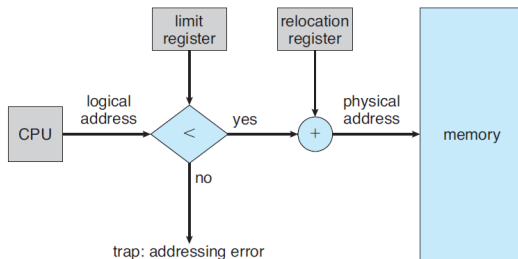 limit
register
relocation
register
logical
address
physical
address
CPU
<
yes
+
memory
no
trap: addressing error